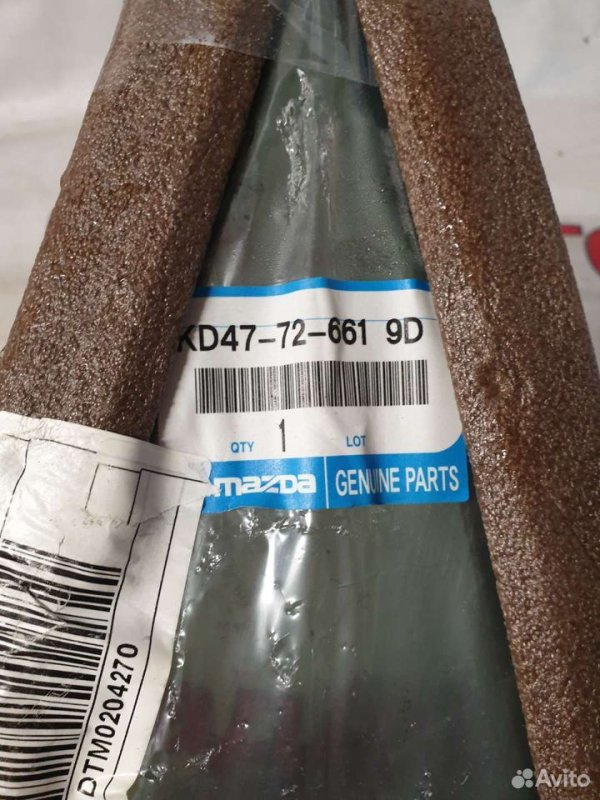 KD47-72-661 9D
QTY 1 LOT
mazda GENUINE PARTS
DTM0204270
Avito